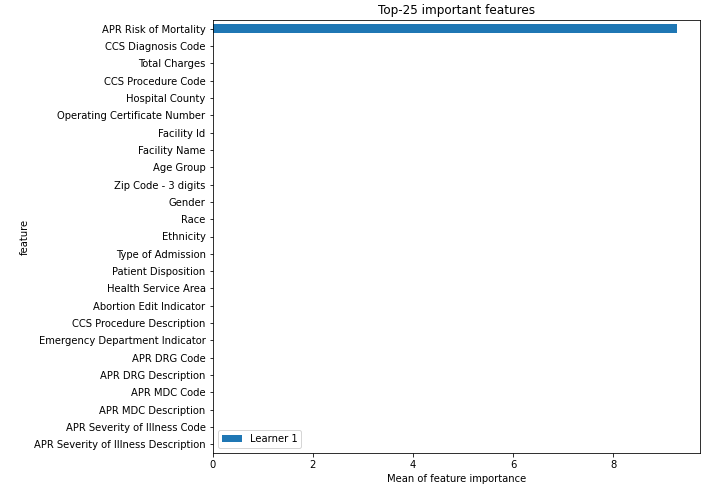 Top-25 important features
APR Risk of Mortality
CCS Diagnosis Code
Total Charges
CCS Procedure Code
Hospital County
Operating Certificate Number
Facility Id
Facility Name
Age Group
Zip Code - 3 digits
Gender
Race
Ethnicity
Type of Admission
Patient Disposition
Health Service Area
Abortion Edit Indicator
CCS Procedure Description
Emergency Department Indicator
APR DRG Code
APR DRG Description
APR MDC Code
APR MDC Description
APR Severity of Illness Code
APR Severity of Illness Description
feature
Learner 1
0 2 4 6 8
Mean of feature importance